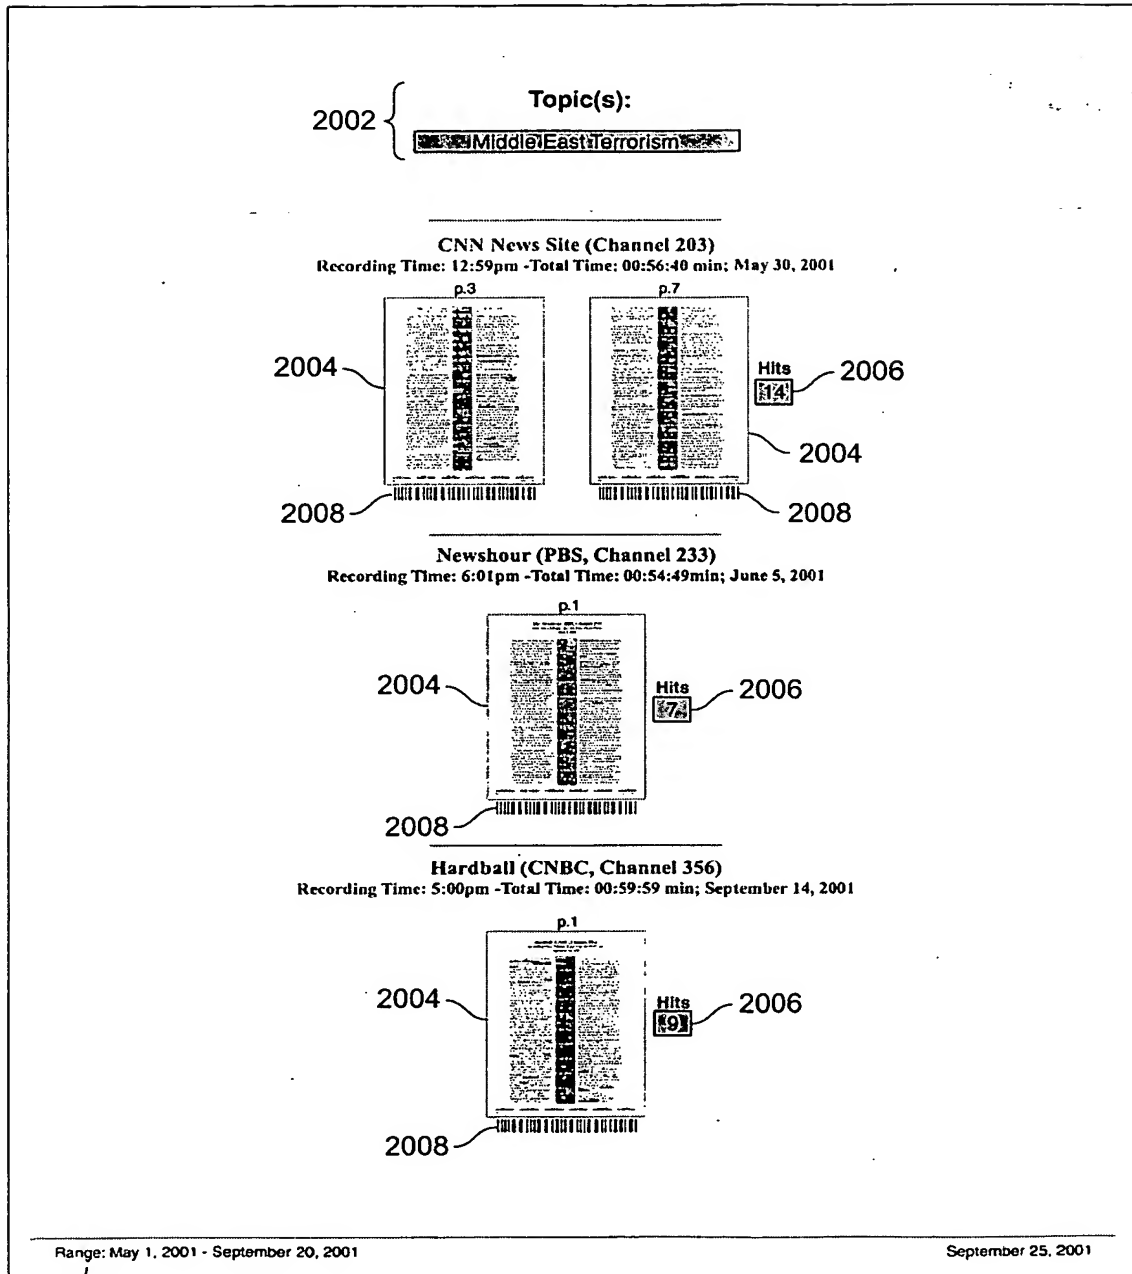 Topic(s):
2002
Middle East Terrorism
CNN News Site (Channel 203)
Recording Time: 12:59pm -Total Time: 00:56:40 min; May 30, 2001
p.3
p.7
2004
Hits
14
2006
2004
2008
2008
Newshour (PBS, Channel 233)
Recording Time: 6:01pm -Total Time: 00:54:49min; June 5, 2001
p.1
2004
Hits
7
2006
2008
Hardball (CNBC, Channel 356)
Recording Time: 5:00pm -Total Time: 00:59:59 min; September 14, 2001
p.1
2004
Hits
9
2006
2008
Range: May 1, 2001 - September 20, 2001
September 25, 2001